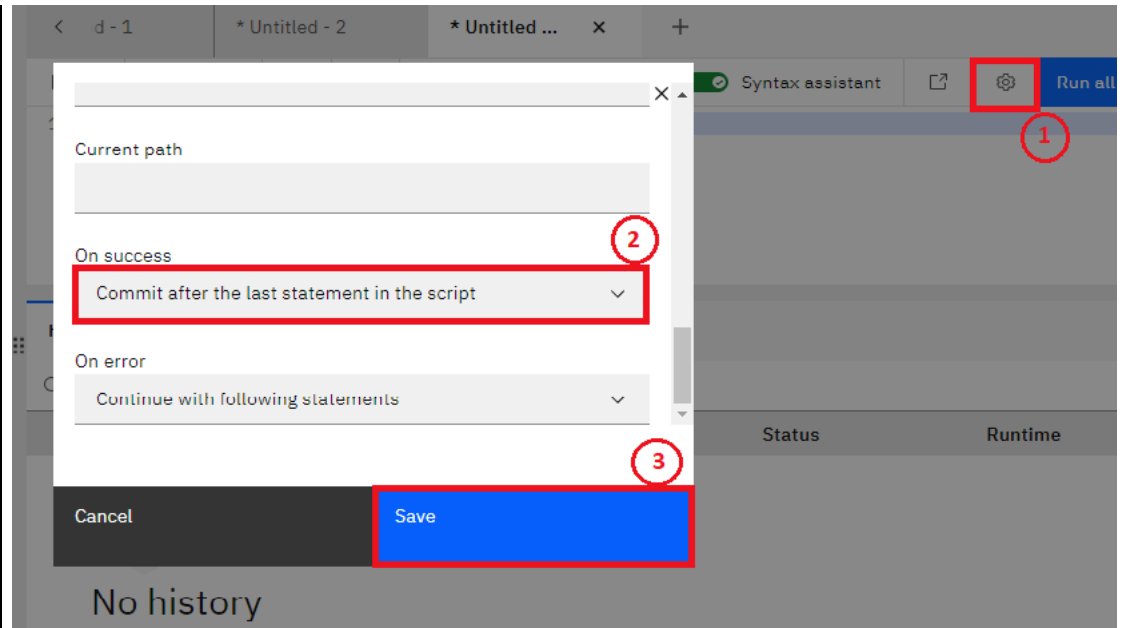 d - 1
* Untitled - 2
* Untitled ...
Syntax assistant
Run all
1
Current path
2
On success
Commit after the last statement in the script
On error
Continue with following statements
Status
Runtime
3
Cancel
Save
No history